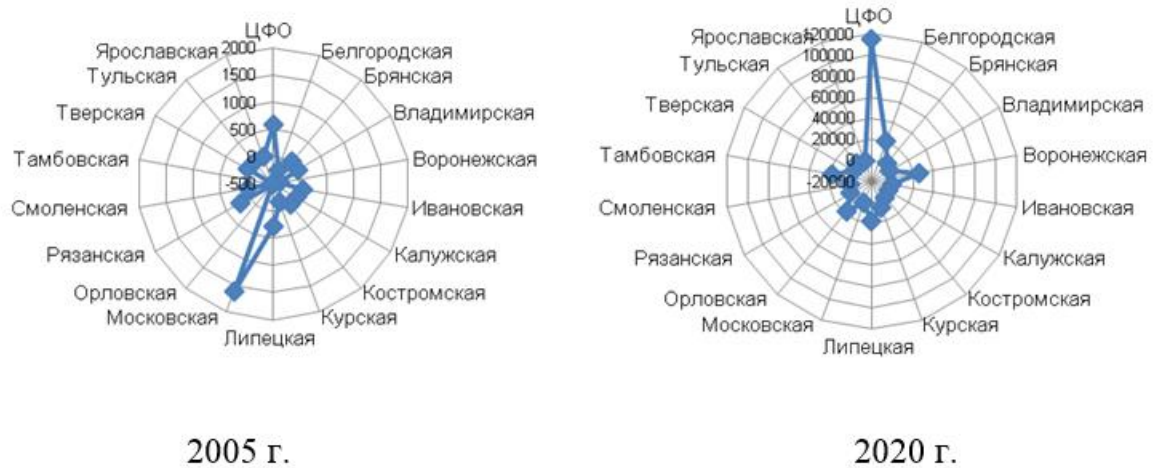 ЦФО
Белгородская
Брянская
Владимирская
Воронежская
Ивановская
Калужская
Костромская
Курская
Липецкая
Московская
Орловская
Рязанская
Смоленская
Тамбовская
Тверская
Тульская
Ярославская
2000
1500
1000
500
0
-500
2005 г.
ЦФО
Белгородская
Брянская
Владимирская
Воронежская
Ивановская
Калужская
Костромская
Курская
Липецкая
Московская
Орловская
Рязанская
Смоленская
Тамбовская
Тверская
Тульская
Ярославская
120000
100000
80000
60000
40000
20000
0
-20000
2020 г.